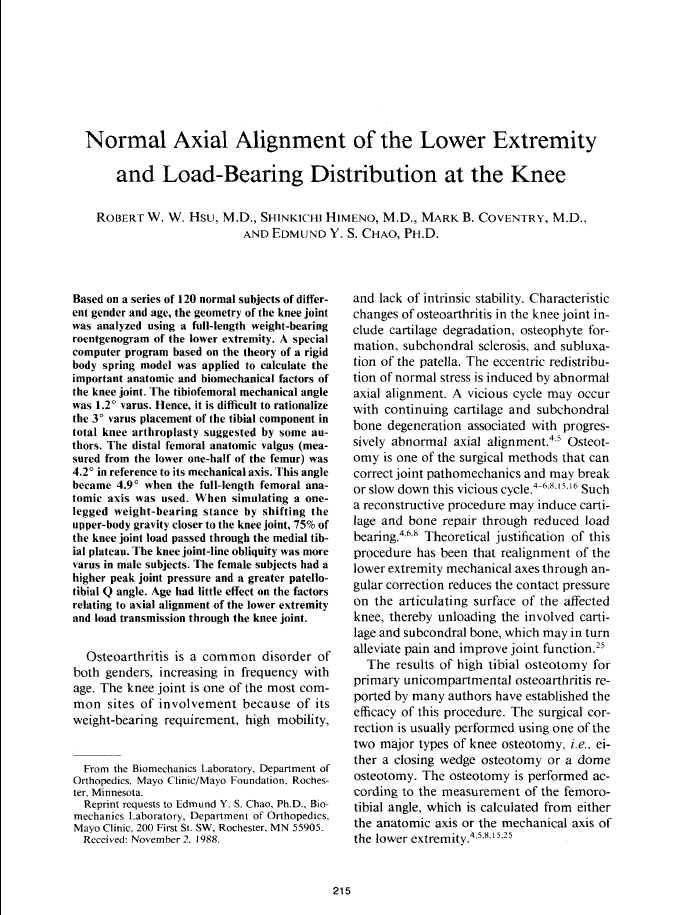 Normal Axial Alignment of the Lower Extremity
and Load-Bearing Distribution at the Knee
ROBERT W. W. HSU, M.D., SHINKICHI HIMENO, M.D., MARK B. COVENTRY, M.D.,
AND EDMUND Y. S. CHAO, PH.D.
Based on a series of 120 normal subjects of differ-
ent gender and age, the geometry of the knee joint
was analyzed using a full-length weight-bearing
roentgenogram of the lower extremity. A special
computer program based on the theory of a rigid
body spring model was applied to calculate the
important anatomic and biomechanical factors of
the knee joint. The tibiofemoral mechanical angle
was 1.2° varus. Hence, it is difficult to rationalize
the 3° varus placement of the tibial component in
total knee arthroplasty suggested by some au-
thors. The distal femoral anatomic valgus (mea-
sured from the lower one-half of the femur) was
4.2° in reference to its mechanical axis. This angle
became 4.9° when the full-length femoral ana-
tomic axis was used. When simulating a one-
legged weight-bearing stance by shifting the
upper-body gravity closer to the knee joint, 75% of
the knee joint load passed through the medial tib-
ial plateau. The knee joint-line obliquity was more
varus in male subjects. The female subjects had a
higher peak joint pressure and a greater patello-
tibial Q angle. Age had little effect on the factors
relating to axial alignment of the lower extremity
and load transmission through the knee joint.
Osteoarthritis is a common disorder of
both genders, increasing in frequency with
age. The knee joint is one of the most com-
mon sites of involvement because of its
weight-bearing requirement, high mobility,
From the Biomechanics Laboratory, Department of
Orthopedics, Mayo Clinic/Mayo Foundation, Roches-
ter, Minnesota.
Reprint requests to Edmund Y. S. Chao, Ph.D., Bio-
mechanics Laboratory, Department of Orthopedics,
Mayo Clinic, 200 First St. SW, Rochester, MN 55905.
Received: November 2, 1988.
and lack of intrinsic stability. Characteristic
changes of osteoarthritis in the knee joint in-
clude cartilage degradation, osteophyte for-
mation, subchondral sclerosis, and subluxa-
tion of the patella. The eccentric redistribu-
tion of normal stress is induced by abnormal
axial alignment. A vicious cycle may occur
with continuing cartilage and subchondral
bone degeneration associated with progres-
sively abnormal axial alignment.4,5 Osteot-
omy is one of the surgical methods that can
correct joint pathomechanics and may break
or slow down this vicious cycle.4–6,8,15,16 Such
a reconstructive procedure may induce carti-
lage and bone repair through reduced load
bearing.4,6,8 Theoretical justification of this
procedure has been that realignment of the
lower extremity mechanical axes through an-
gular correction reduces the contact pressure
on the articulating surface of the affected
knee, thereby unloading the involved carti-
lage and subcondral bone, which may in turn
alleviate pain and improve joint function.25
The results of high tibial osteotomy for
primary unicompartmental osteoarthritis re-
ported by many authors have established the
efficacy of this procedure. The surgical cor-
rection is usually performed using one of the
two major types of knee osteotomy, i.e., ei-
ther a closing wedge osteotomy or a dome
osteotomy. The osteotomy is performed ac-
cording to the measurement of the femoro-
tibial angle, which is calculated from either
the anatomic axis or the mechanical axis of
the lower extremity.4,5,8,15,25
215